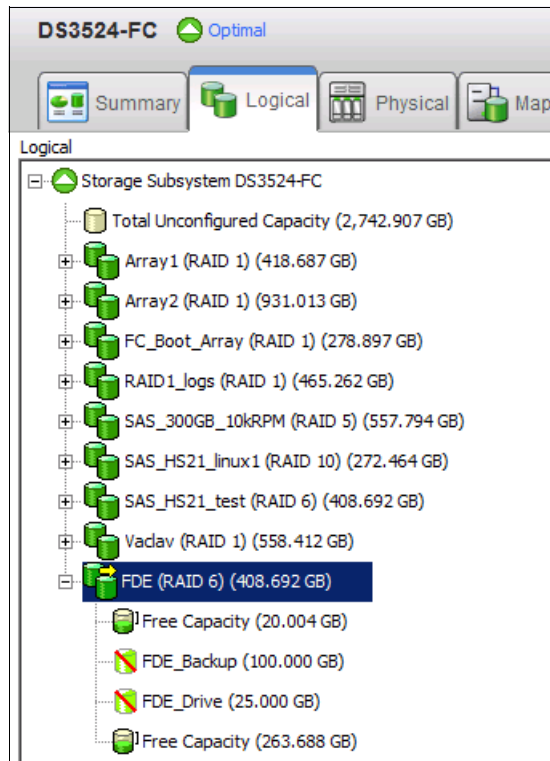 DS3524-FC Optimal
Summary Logical Physical Map
Logical
Storage Subsystem DS3524-FC
Total Unconfigured Capacity (2,742.907 GB)
Array1 (RAID 1) (418.687 GB)
Array2 (RAID 1) (931.013 GB)
FC_Boot_Array (RAID 1) (278.897 GB)
RAID1_logs (RAID 1) (465.262 GB)
SAS_300GB_10kRPM (RAID 5) (557.794 GB)
SAS_HS21_linux1 (RAID 10) (272.464 GB)
SAS_HS21_test (RAID 6) (408.692 GB)
Vaclav (RAID 1) (558.412 GB)
FDE (RAID 6) (408.692 GB)
Free Capacity (20.004 GB)
FDE_Backup (100.000 GB)
FDE_Drive (25.000 GB)
Free Capacity (263.688 GB)